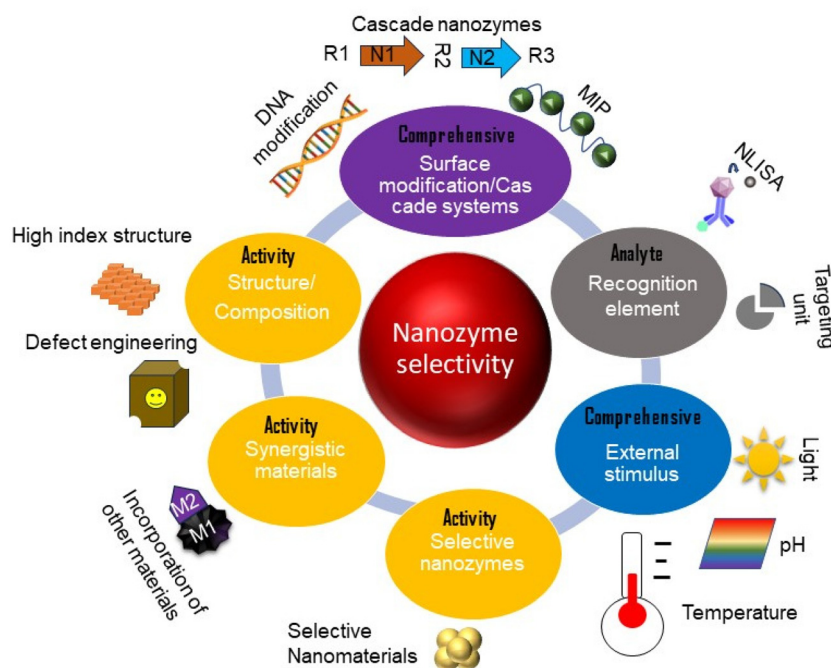 Cascade nanozymes
R1 N1 R2 N2 R3
DNA
modification
MIP
Comprehensive
Surface
modification/Cas
cade systems
NLISA
Analyte
Recognition
element
Targeting
unit
Comprehensive
External
stimulus
Light
pH
Temperature
Activity
Selective
nanozymes
Selective
Nanomaterials
Activity
Synergistic
materials
M2
M1
Incorporation of
other materials
Activity
Structure/
Composition
High index structure
Defect engineering
Nanozyme
selectivity